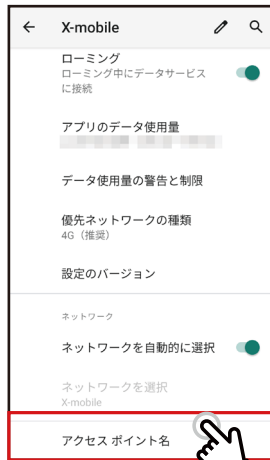 X-mobile
ローミング
ローミング中にデータサービス
に接続
アプリのデータ使用量
データ使用量の警告と制限
優先ネットワークの種類
4G（推奨）
設定のバージョン
ネットワーク
ネットワークを自動的に選択
ネットワークを選択
X-mobile
アクセス ポイント名